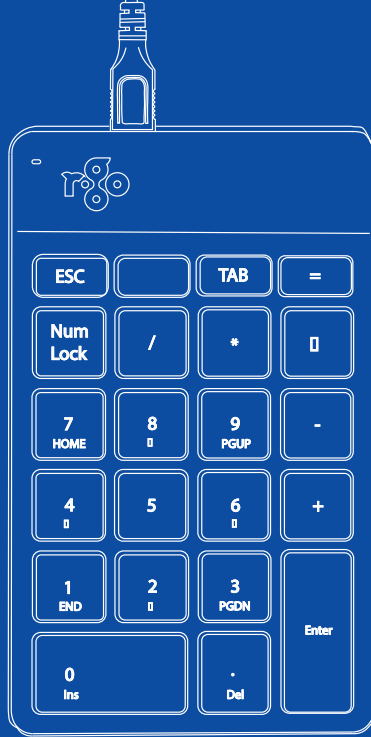 rgo
ESC TAB =
Num
Lock
/ *
7 8 9 -
HOME PGUP
4 5 6 +
1 2 3
END PGDN
Enter
0 .
Ins Del